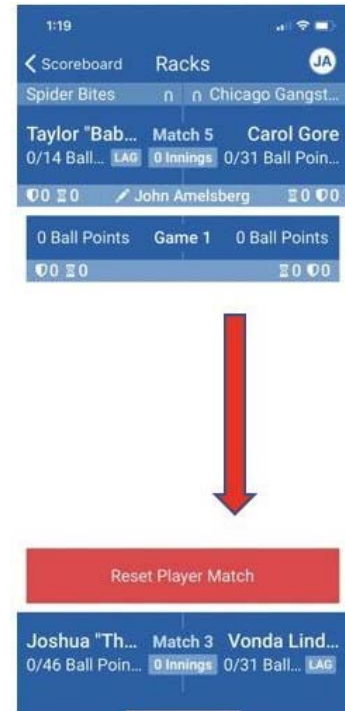 1:19
Scoreboard Racks JA
Spider Bites n n Chicago Gangst...
Taylor "Bab... Match 5 Carol Gore
0/14 Ball... LAG 0 Innings 0/31 Ball Poin...
0 0 John Amelsberg 0 0
0 Ball Points Game 1 0 Ball Points
0 0 0 0
Reset Player Match
Joshua "Th... Match 3 Vonda Lind...
0/46 Ball Poin... 0 Innings 0/31 Ball... LAG